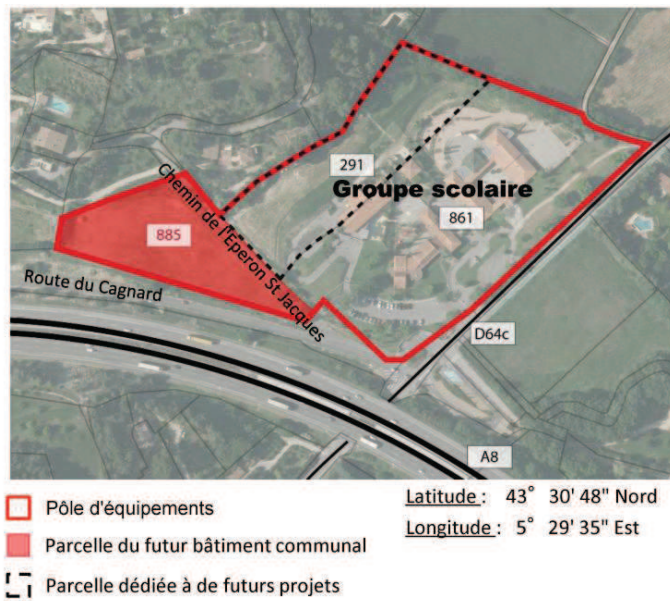 291
Groupe scolaire
861
885
Chemin de l'Eperon St Jacques
Route du Cagnard
D64c
A8
Pôle d'équipements
Parcelle du futur bâtiment communal
Parcelle dédiée à de futurs projets
Latitude : 43° 30' 48" Nord
Longitude : 5° 29' 35" Est